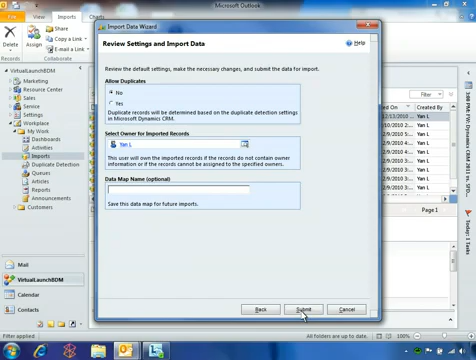 Microsoft Outlook
File
Imports
View
Delete
Assign
Share
Copy a Link
E-mail a Link
Collaborate
VirtualLaunchBDM
Marketing
Resource Center
Sales
Service
Settings
Workplace
My Work
Dashboards
Activities
Imports
Duplicate Detection
Queues
Articles
Reports
Announcements
Customers
Mail
VirtualLaunchBDM
Calendar
Contacts
Filter applied
Import Data Wizard
Review Settings and Import Data
Help
Review the default settings, make the necessary changes, and submit the data for import.
Allow Duplicates
No
Yes
Duplicate records will be determined based on the duplicate detection settings
in Microsoft Dynamics CRM.
Select Owner for Imported Records
Yan L
This user will own the imported records if the records do not contain owner
information or if the records cannot be assigned to the specified owners.
Data Map Name (optional)
Save this data map for future imports.
Back
Submit
Cancel
Filter
Created By
Yan L
Yan L
Yan L
Yan L
Yan L
Yan L
Yan L
Yan L
Page 1
Today: 1 Tasks
All folders are up to date.
100%